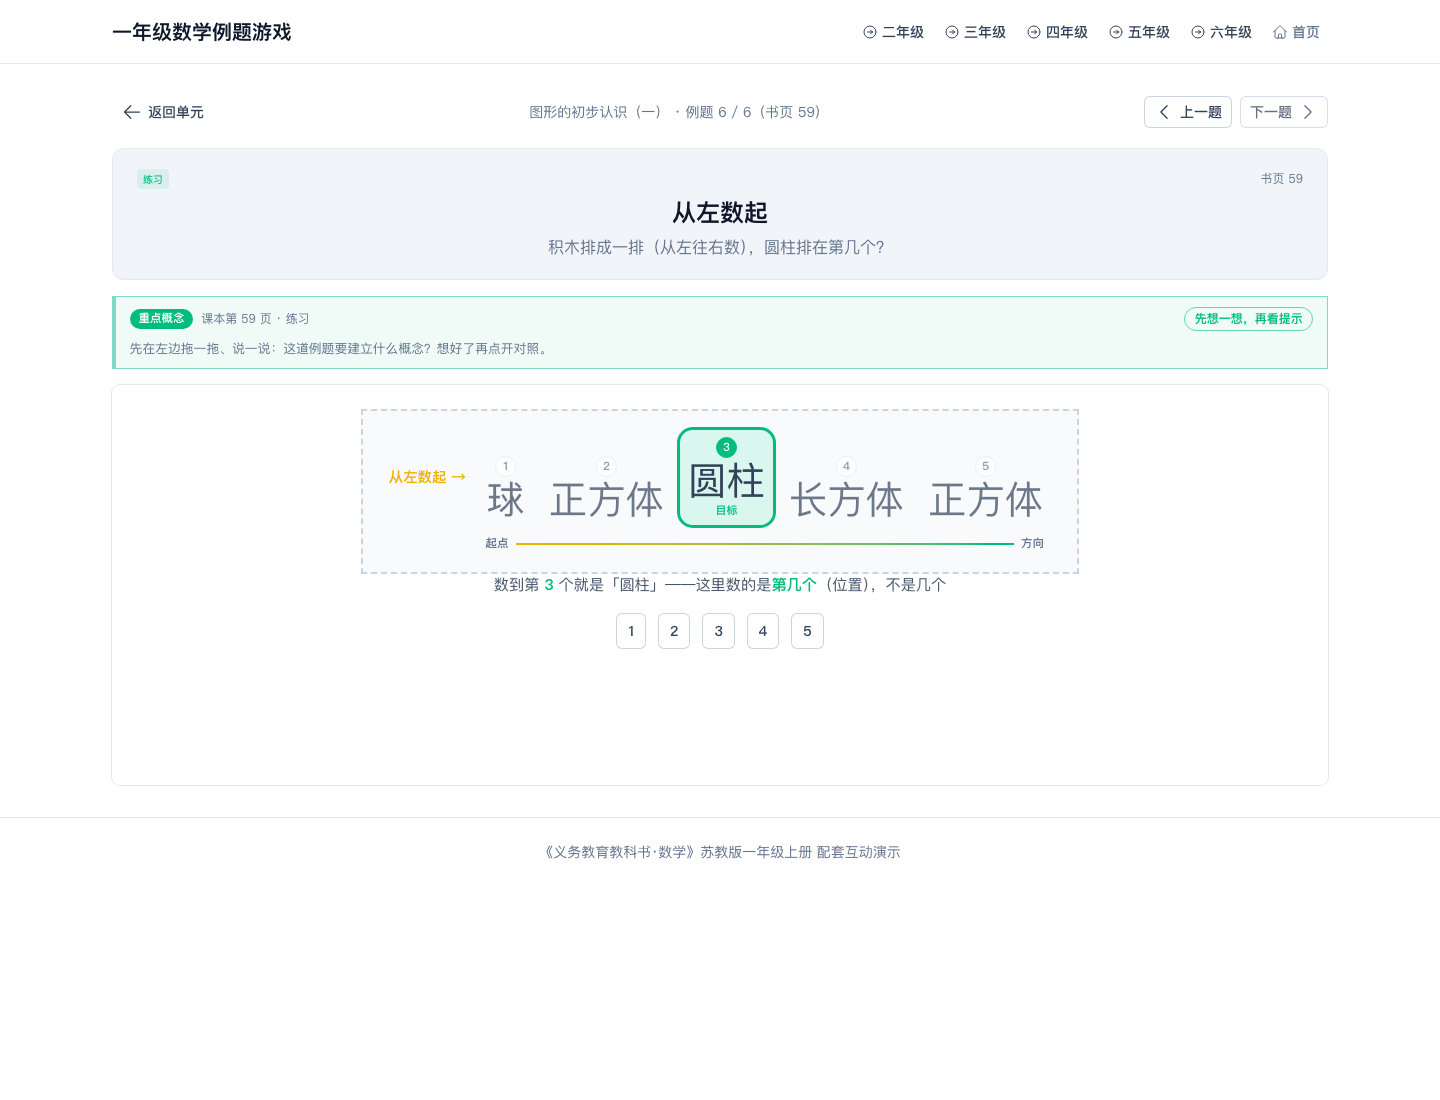 一年级数学例题游戏
二年级 三年级 四年级 五年级 六年级 首页
返回单元
图形的初步认识（一） · 例题 6 / 6（书页 59）
上一题 下一题
练习
书页 59
从左数起
积木排成一排（从左往右数），圆柱排在第几个？
重点概念 课本第 59 页 · 练习
先想一想，再看提示
先在左边拖一拖、说一说：这道例题要建立什么概念？想好了再点开对照。
从左数起 →
1 2 3 4 5
球 正方体 圆柱 长方体 正方体
目标
起点 方向
数到第 3 个就是「圆柱」——这里数的是第几个（位置），不是几个
1 2 3 4 5
《义务教育教科书·数学》苏教版一年级上册 配套互动演示